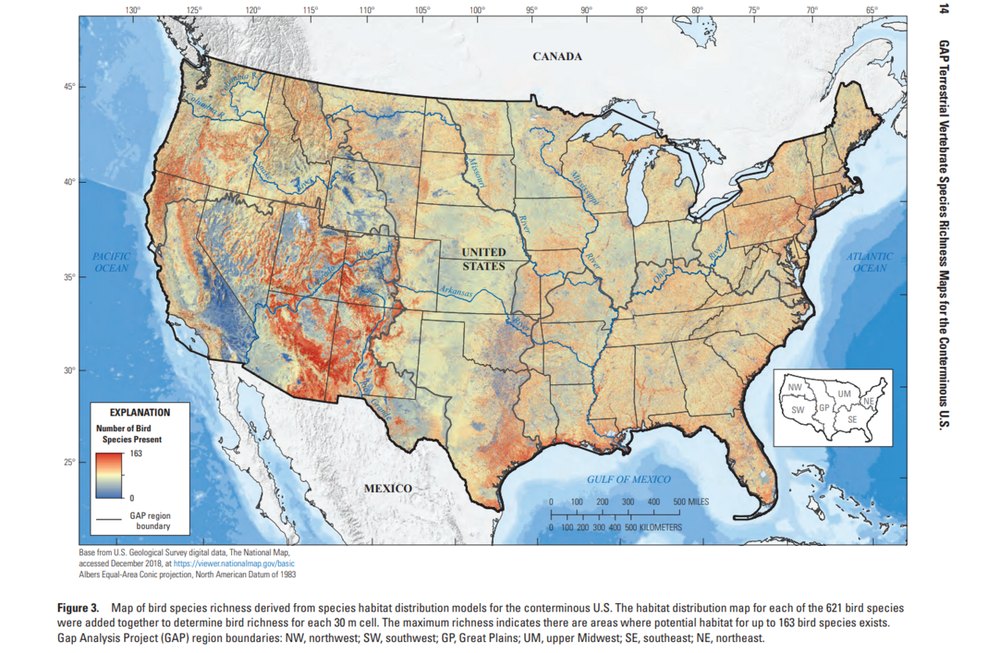 14
GAP Terrestrial Vertebrate Species Richness Maps for the Conterminous U.S.
130°
125°
120°
115°
110°
105°
100°
95°
90°
85°
80°
75°
70°
65°
45°
40°
35°
30°
25°
CANADA
Columbia R.
Missouri
River
Mississippi
River
Ohio
River
Arkansas
UNITED
STATES
PACIFIC
OCEAN
ATLANTIC
OCEAN
MEXICO
GULF OF MEXICO
0 100 200 300 400 500 MILES
0 100 200 300 400 500 KILOMETERS
NW
UM
NE
SW
GP
SE
EXPLANATION
Number of Bird
Species Present
163
0
GAP region
boundary
Base from U.S. Geological Survey digital data, The National Map,
accessed December 2018, at https://viewer.nationalmap.gov/basic
Albers Equal-Area Conic projection, North American Datum of 1983
Figure 3. Map of bird species richness derived from species habitat distribution models for the conterminous U.S. The habitat distribution map for each of the 621 bird species
were added together to determine bird richness for each 30 m cell. The maximum richness indicates there are areas where potential habitat for up to 163 bird species exists.
Gap Analysis Project (GAP) region boundaries: NW, northwest; SW, southwest; GP, Great Plains; UM, upper Midwest; SE, southeast; NE, northeast.